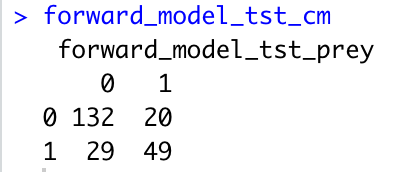 > forward_model_tst_cm
forward_model_tst_prey
0 1
0 132 20
1 29 49